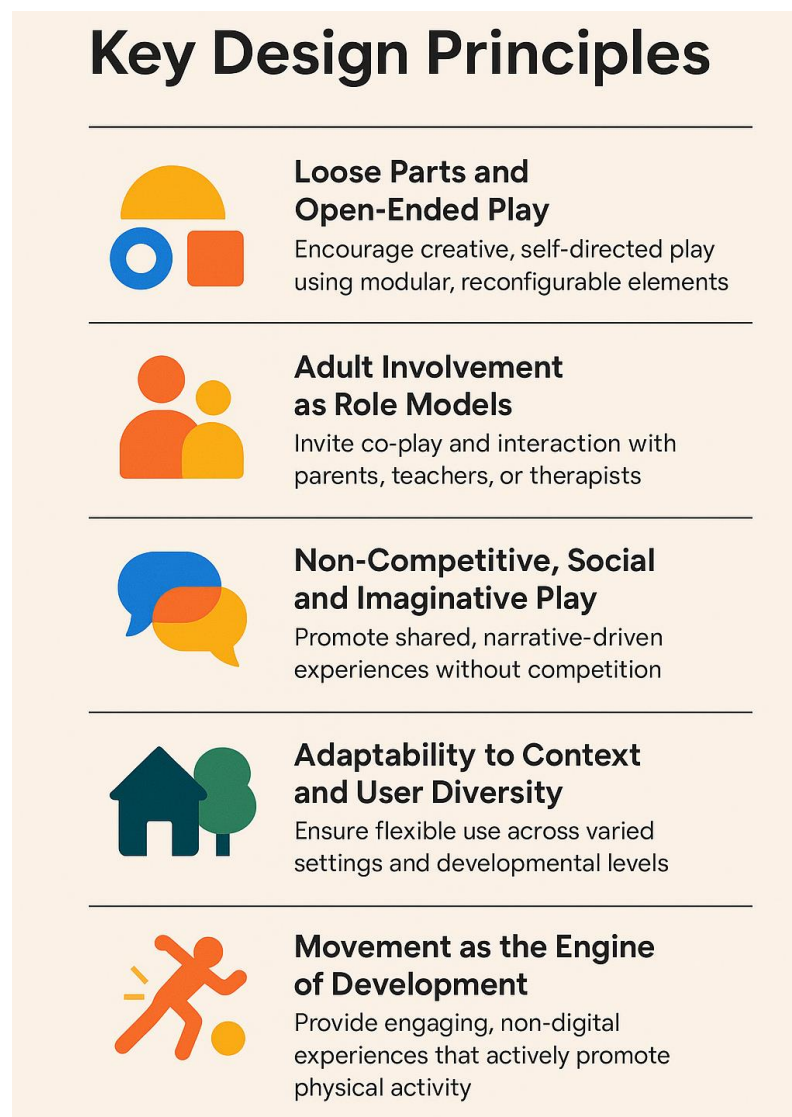 Key Design Principles
Loose Parts and
Open-Ended Play
Encourage creative, self-directed play
using modular, reconfigurable elements
Adult Involvement
as Role Models
Invite co-play and interaction with
parents, teachers, or therapists
Non-Competitive, Social
and Imaginative Play
Promote shared, narrative-driven
experiences without competition
Adaptability to Context
and User Diversity
Ensure flexible use across varied
settings and developmental levels
Movement as the Engine
of Development
Provide engaging, non-digital
experiences that actively promote
physical activity